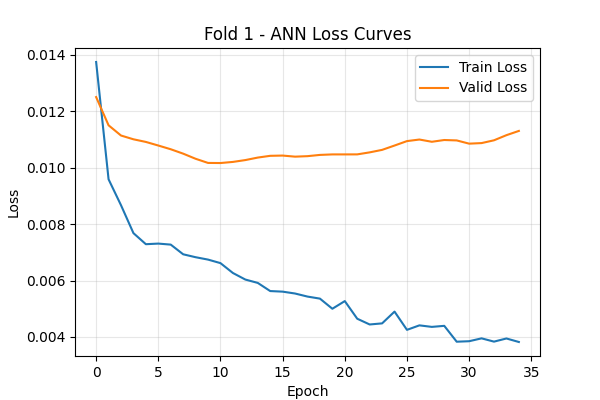 Fold 1 - ANN Loss Curves
Train Loss
Valid Loss
Loss
0.014
0.012
0.010
0.008
0.006
0.004
0 5 10 15 20 25 30 35
Epoch